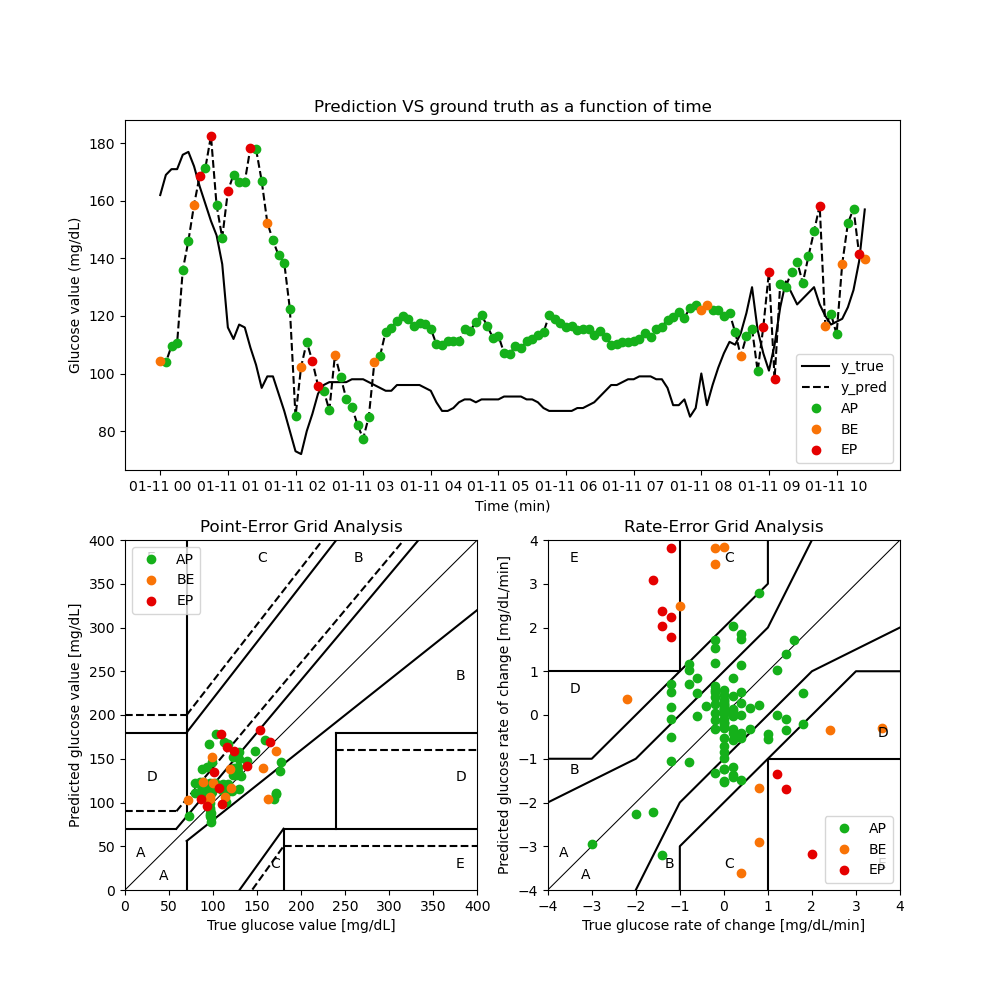 Prediction VS ground truth as a function of time
Glucose value (mg/dL)
180
160
140
120
100
80
01-11 00 01-11 01 01-11 02 01-11 03 01-11 04 01-11 05 01-11 06 01-11 07 01-11 08 01-11 09 01-11 10
Time (min)
y_true
y_pred
AP
BE
EP
Point-Error Grid Analysis
Predicted glucose value [mg/dL]
400
350
300
250
200
150
100
50
0
AP
BE
EP
C
B
B
D
D
A
A
C
E
0 50 100 150 200 250 300 350 400
True glucose value [mg/dL]
Rate-Error Grid Analysis
Predicted glucose rate of change [mg/dL/min]
4
3
2
1
0
−1
−2
−3
−4
E
C
D
D
B
A
A
B
C
AP
BE
EP
−4 −3 −2 −1 0 1 2 3 4
True glucose rate of change [mg/dL/min]